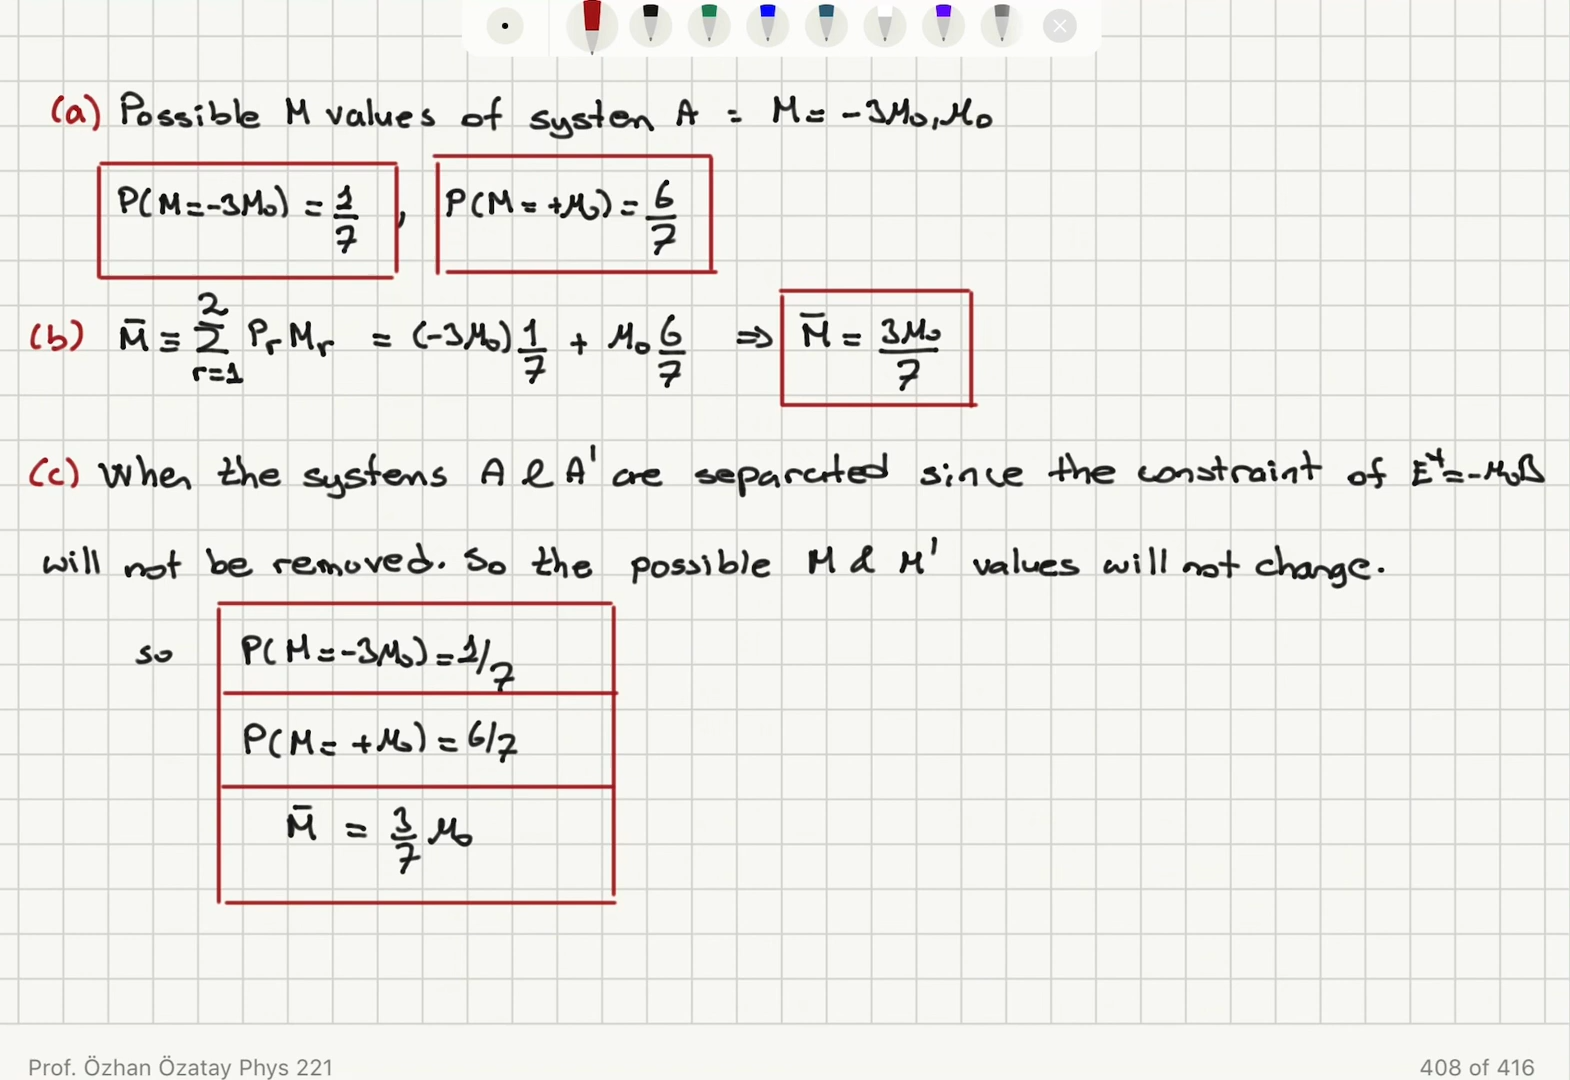 (a) Possible M values of system A : M = -3μ₀, μ₀
P(M=-3μ₀) = 1/7 , P(M=+μ₀) = 6/7
(b) M̄ ≡ Σ_{r=1}^{2} P_r M_r = (-3μ₀) 1/7 + μ₀ 6/7 ⇒ M̄ = 3μ₀/7
(c) When the systems A & A' are separated since the constraint of E*=-μ₀B
will not be removed. So the possible M & M' values will not change.
so P(M=-3μ₀)=1/7
P(M=+μ₀)=6/7
M̄ = 3/7 μ₀
Prof. Özhan Özatay Phys 221
408 of 416